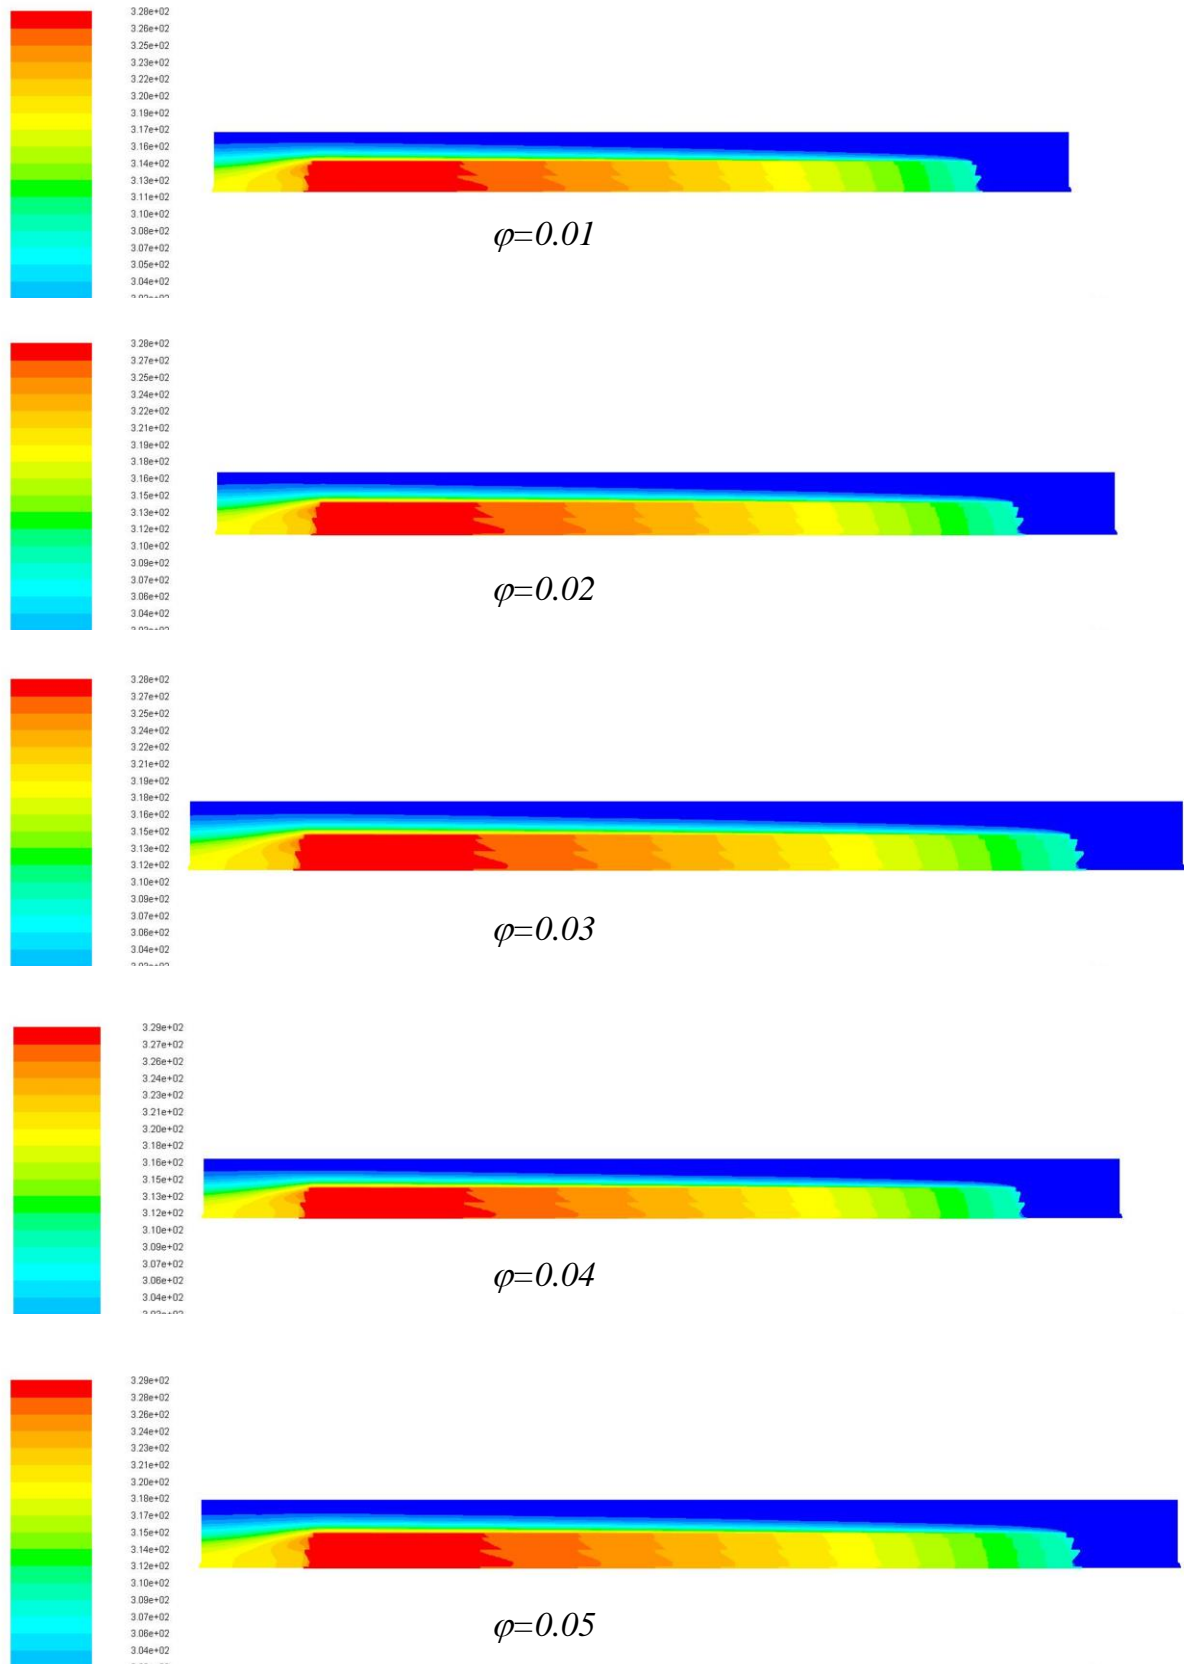 3.28e+02
3.26e+02
3.25e+02
3.23e+02
3.22e+02
3.20e+02
3.19e+02
3.17e+02
3.16e+02
3.14e+02
3.13e+02
3.11e+02
3.10e+02
3.08e+02
3.07e+02
3.05e+02
3.04e+02
φ=0.01
3.28e+02
3.27e+02
3.25e+02
3.24e+02
3.22e+02
3.21e+02
3.19e+02
3.18e+02
3.16e+02
3.15e+02
3.13e+02
3.12e+02
3.10e+02
3.09e+02
3.07e+02
3.06e+02
3.04e+02
φ=0.02
3.28e+02
3.27e+02
3.25e+02
3.24e+02
3.22e+02
3.21e+02
3.19e+02
3.18e+02
3.16e+02
3.15e+02
3.13e+02
3.12e+02
3.10e+02
3.09e+02
3.07e+02
3.06e+02
3.04e+02
φ=0.03
3.29e+02
3.27e+02
3.26e+02
3.24e+02
3.23e+02
3.21e+02
3.20e+02
3.18e+02
3.16e+02
3.15e+02
3.13e+02
3.12e+02
3.10e+02
3.09e+02
3.07e+02
3.06e+02
3.04e+02
φ=0.04
3.29e+02
3.28e+02
3.26e+02
3.24e+02
3.23e+02
3.21e+02
3.20e+02
3.18e+02
3.17e+02
3.15e+02
3.14e+02
3.12e+02
3.10e+02
3.09e+02
3.07e+02
3.06e+02
3.04e+02
φ=0.05